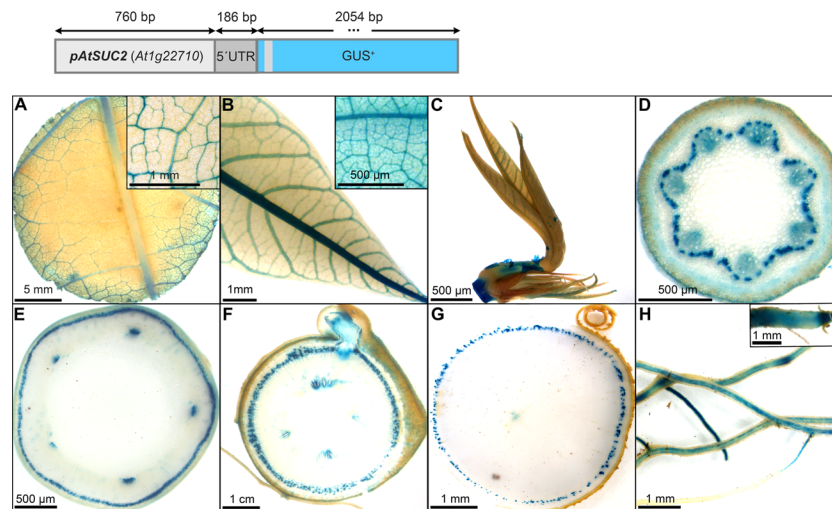 760 bp 186 bp 2054 bp
...
pAtSUC2 (At1g22710) 5´UTR GUS+
A B C D
1 mm 500 µm
5 mm 1mm 500 µm 500 µm
E F G H
1 mm
500 µm 1 cm 1 mm 1 mm